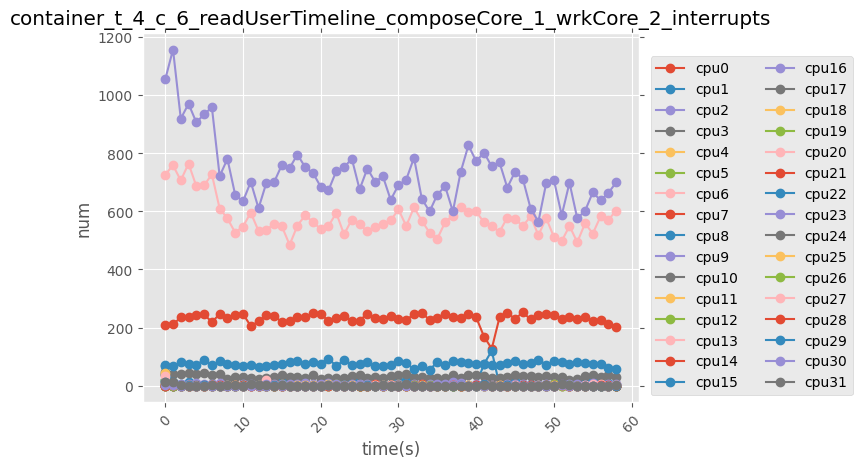 container_t_4_c_6_readUserTimeline_composeCore_1_wrkCore_2_interrupts
1200
1000
800
600
400
200
0
num
0
10
20
30
40
50
60
time(s)
cpu0
cpu1
cpu2
cpu3
cpu4
cpu5
cpu6
cpu7
cpu8
cpu9
cpu10
cpu11
cpu12
cpu13
cpu14
cpu15
cpu16
cpu17
cpu18
cpu19
cpu20
cpu21
cpu22
cpu23
cpu24
cpu25
cpu26
cpu27
cpu28
cpu29
cpu30
cpu31